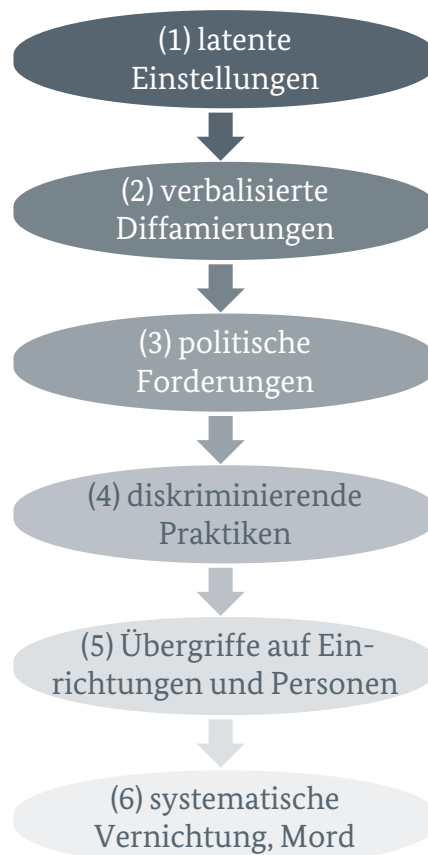 (1) latente
Einstellungen
(2) verbalisierte
Diffamierungen
(3) politische
Forderungen
(4) diskriminierende
Praktiken
(5) Übergriffe auf Ein-
richtungen und Personen
(6) systematische
Vernichtung, Mord